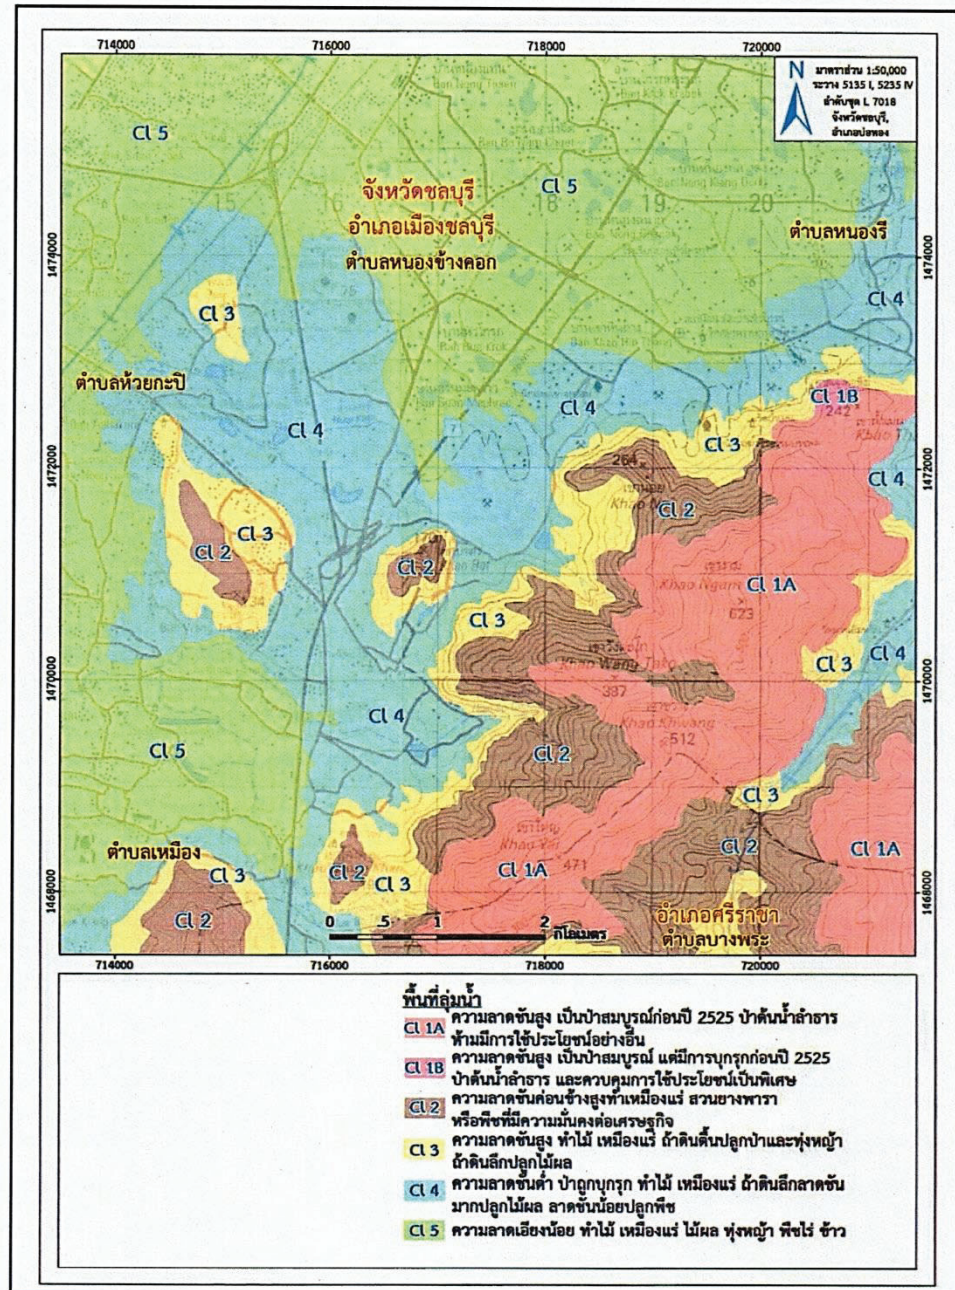 714000 716000 718000 720000
N
มาตราส่วน 1:50,000
ระวาง 5135 I, 5235 IV
ลำดับชุด L 7018
จังหวัดชลบุรี,
อำเภอบ่อทอง
Cl 5
Cl 5
จังหวัดชลบุรี
อำเภอเมืองชลบุรี
ตำบลหนองข้างคอก
15 16 18 19 20
ตำบลหนองรี
1474000 1474000
Cl 4
Cl 3
ตำบลห้วยกะปิ
Cl 1B
242
Cl 4
Cl 4
Cl 3
1472000 1472000
264
Cl 4
Cl 2
Cl 3
Cl 2
Cl 2
Khao Ngam
Cl 1A
623
Cl 3
Cl 4
Cl 3
1470000 1470000
387
Khao Khwang
Cl 4
512
Cl 5
Cl 2
Cl 3
ตำบลเหมือง
Khao Yai
Cl 2
Cl 1A
Cl 3
Cl 2
Cl 1A
471
Cl 3
1468000 1468000
Cl 2
อำเภอศรีราชา
ตำบลบางพระ
0 .5 1 2
กิโลเมตร
714000 716000 718000 720000
พื้นที่ลุ่มน้ำ
Cl 1A ความลาดชันสูง เป็นป่าสมบูรณ์ก่อนปี 2525 ป่าต้นน้ำลำธาร
ห้ามมีการใช้ประโยชน์อย่างอื่น
Cl 1B ความลาดชันสูง เป็นป่าสมบูรณ์ แต่มีการบุกรุกก่อนปี 2525
ป่าต้นน้ำลำธาร และควบคุมการใช้ประโยชน์เป็นพิเศษ
Cl 2 ความลาดชันค่อนข้างสูงทำเหมืองแร่ สวนยางพารา
หรือพืชที่มีความมั่นคงต่อเศรษฐกิจ
Cl 3 ความลาดชันสูง ทำไม้ เหมืองแร่ ถ้าดินตื้นปลูกป่าและทุ่งหญ้า
ถ้าดินลึกปลูกไม้ผล
Cl 4 ความลาดชันต่ำ ป่าถูกบุกรุก ทำไม้ เหมืองแร่ ถ้าดินลึกลาดชัน
มากปลูกไม้ผล ลาดชันน้อยปลูกพืช
Cl 5 ความลาดเอียงน้อย ทำไม้ เหมืองแร่ ไม้ผล ทุ่งหญ้า พืชไร่ ข้าว